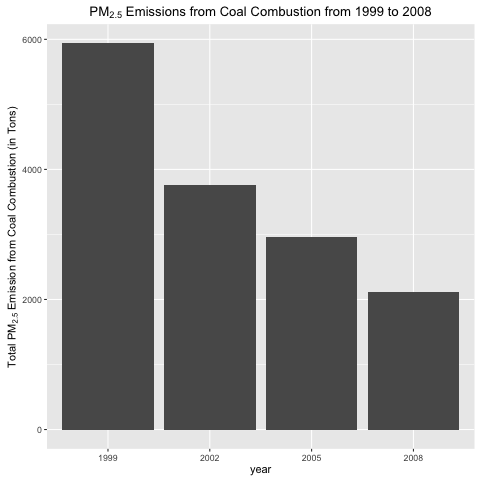 PM2.5 Emissions from Coal Combustion from 1999 to 2008
Total PM2.5 Emission from Coal Combustion (in Tons)
6000
4000
2000
0
1999 2002 2005 2008
year